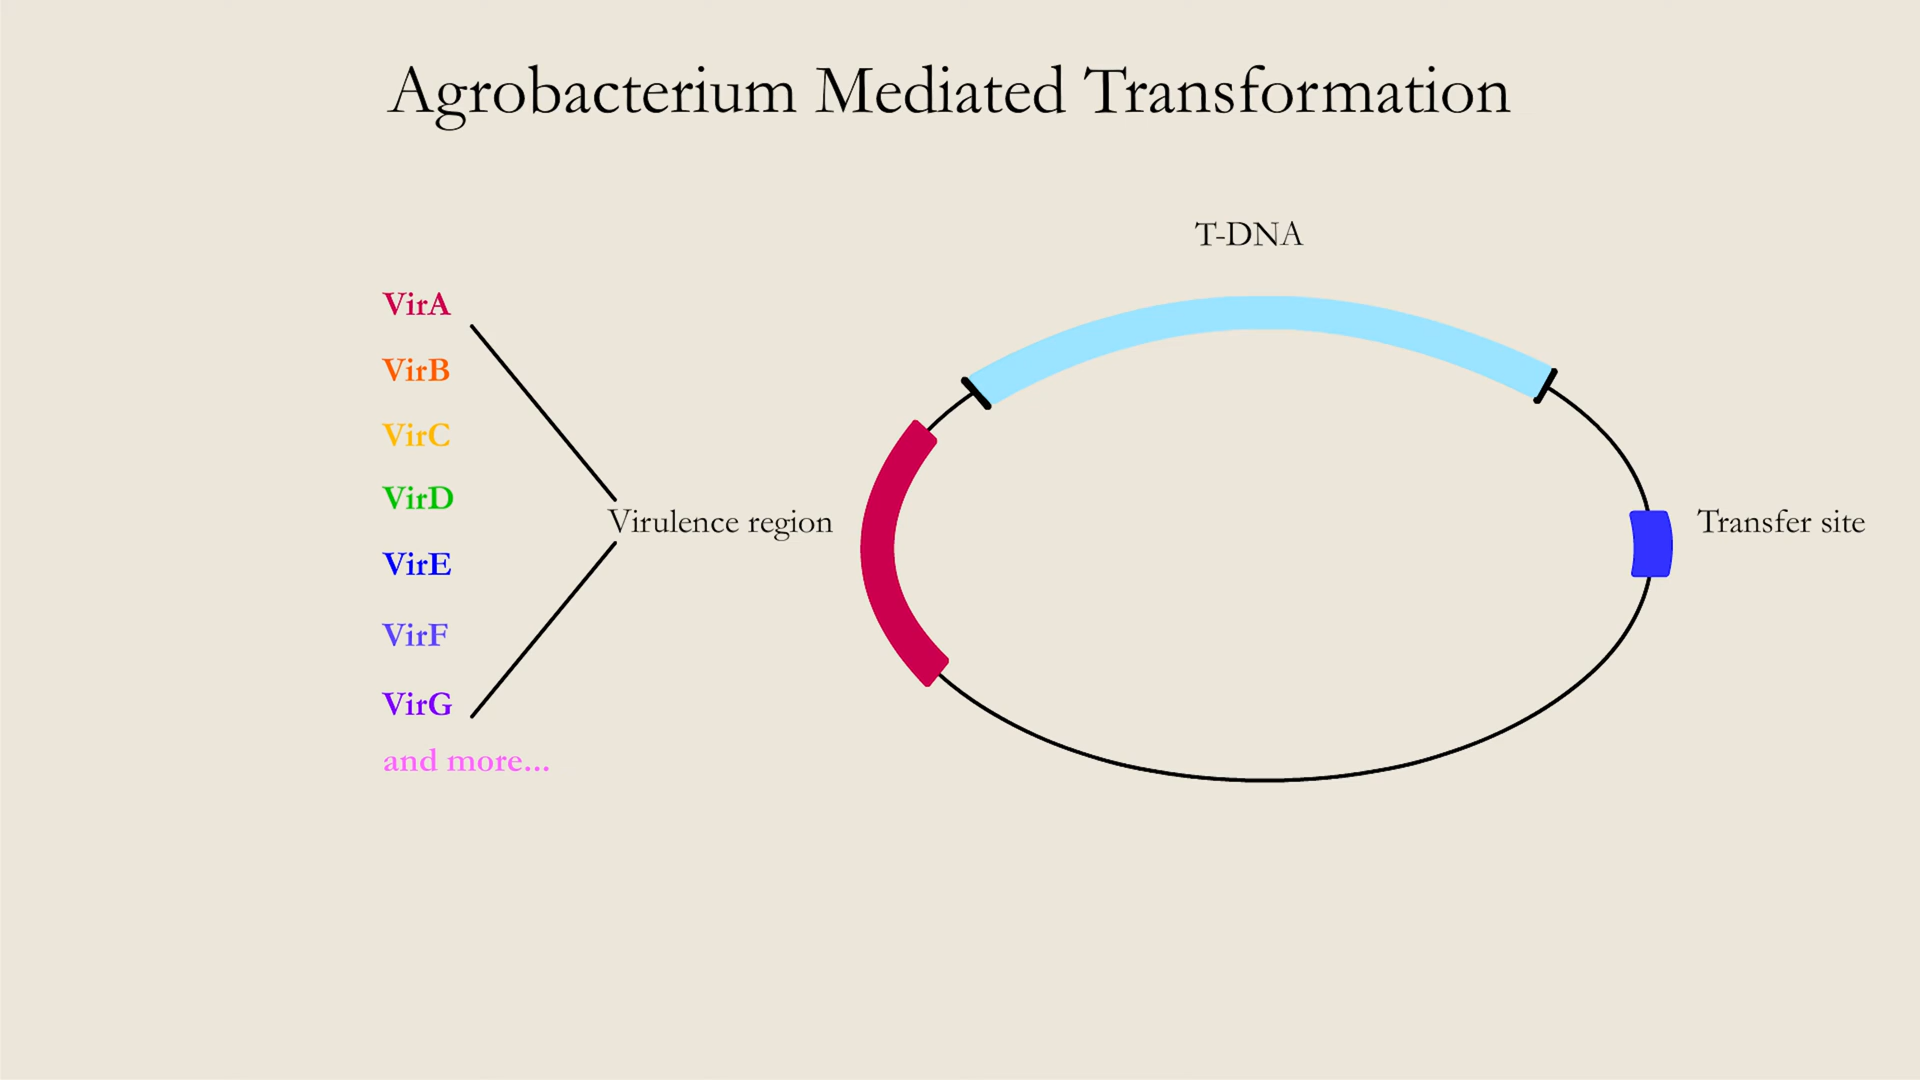 Agrobacterium Mediated Transformation
T-DNA
VirA
VirB
VirC
VirD
VirE
VirF
VirG
and more...
Virulence region
Transfer site